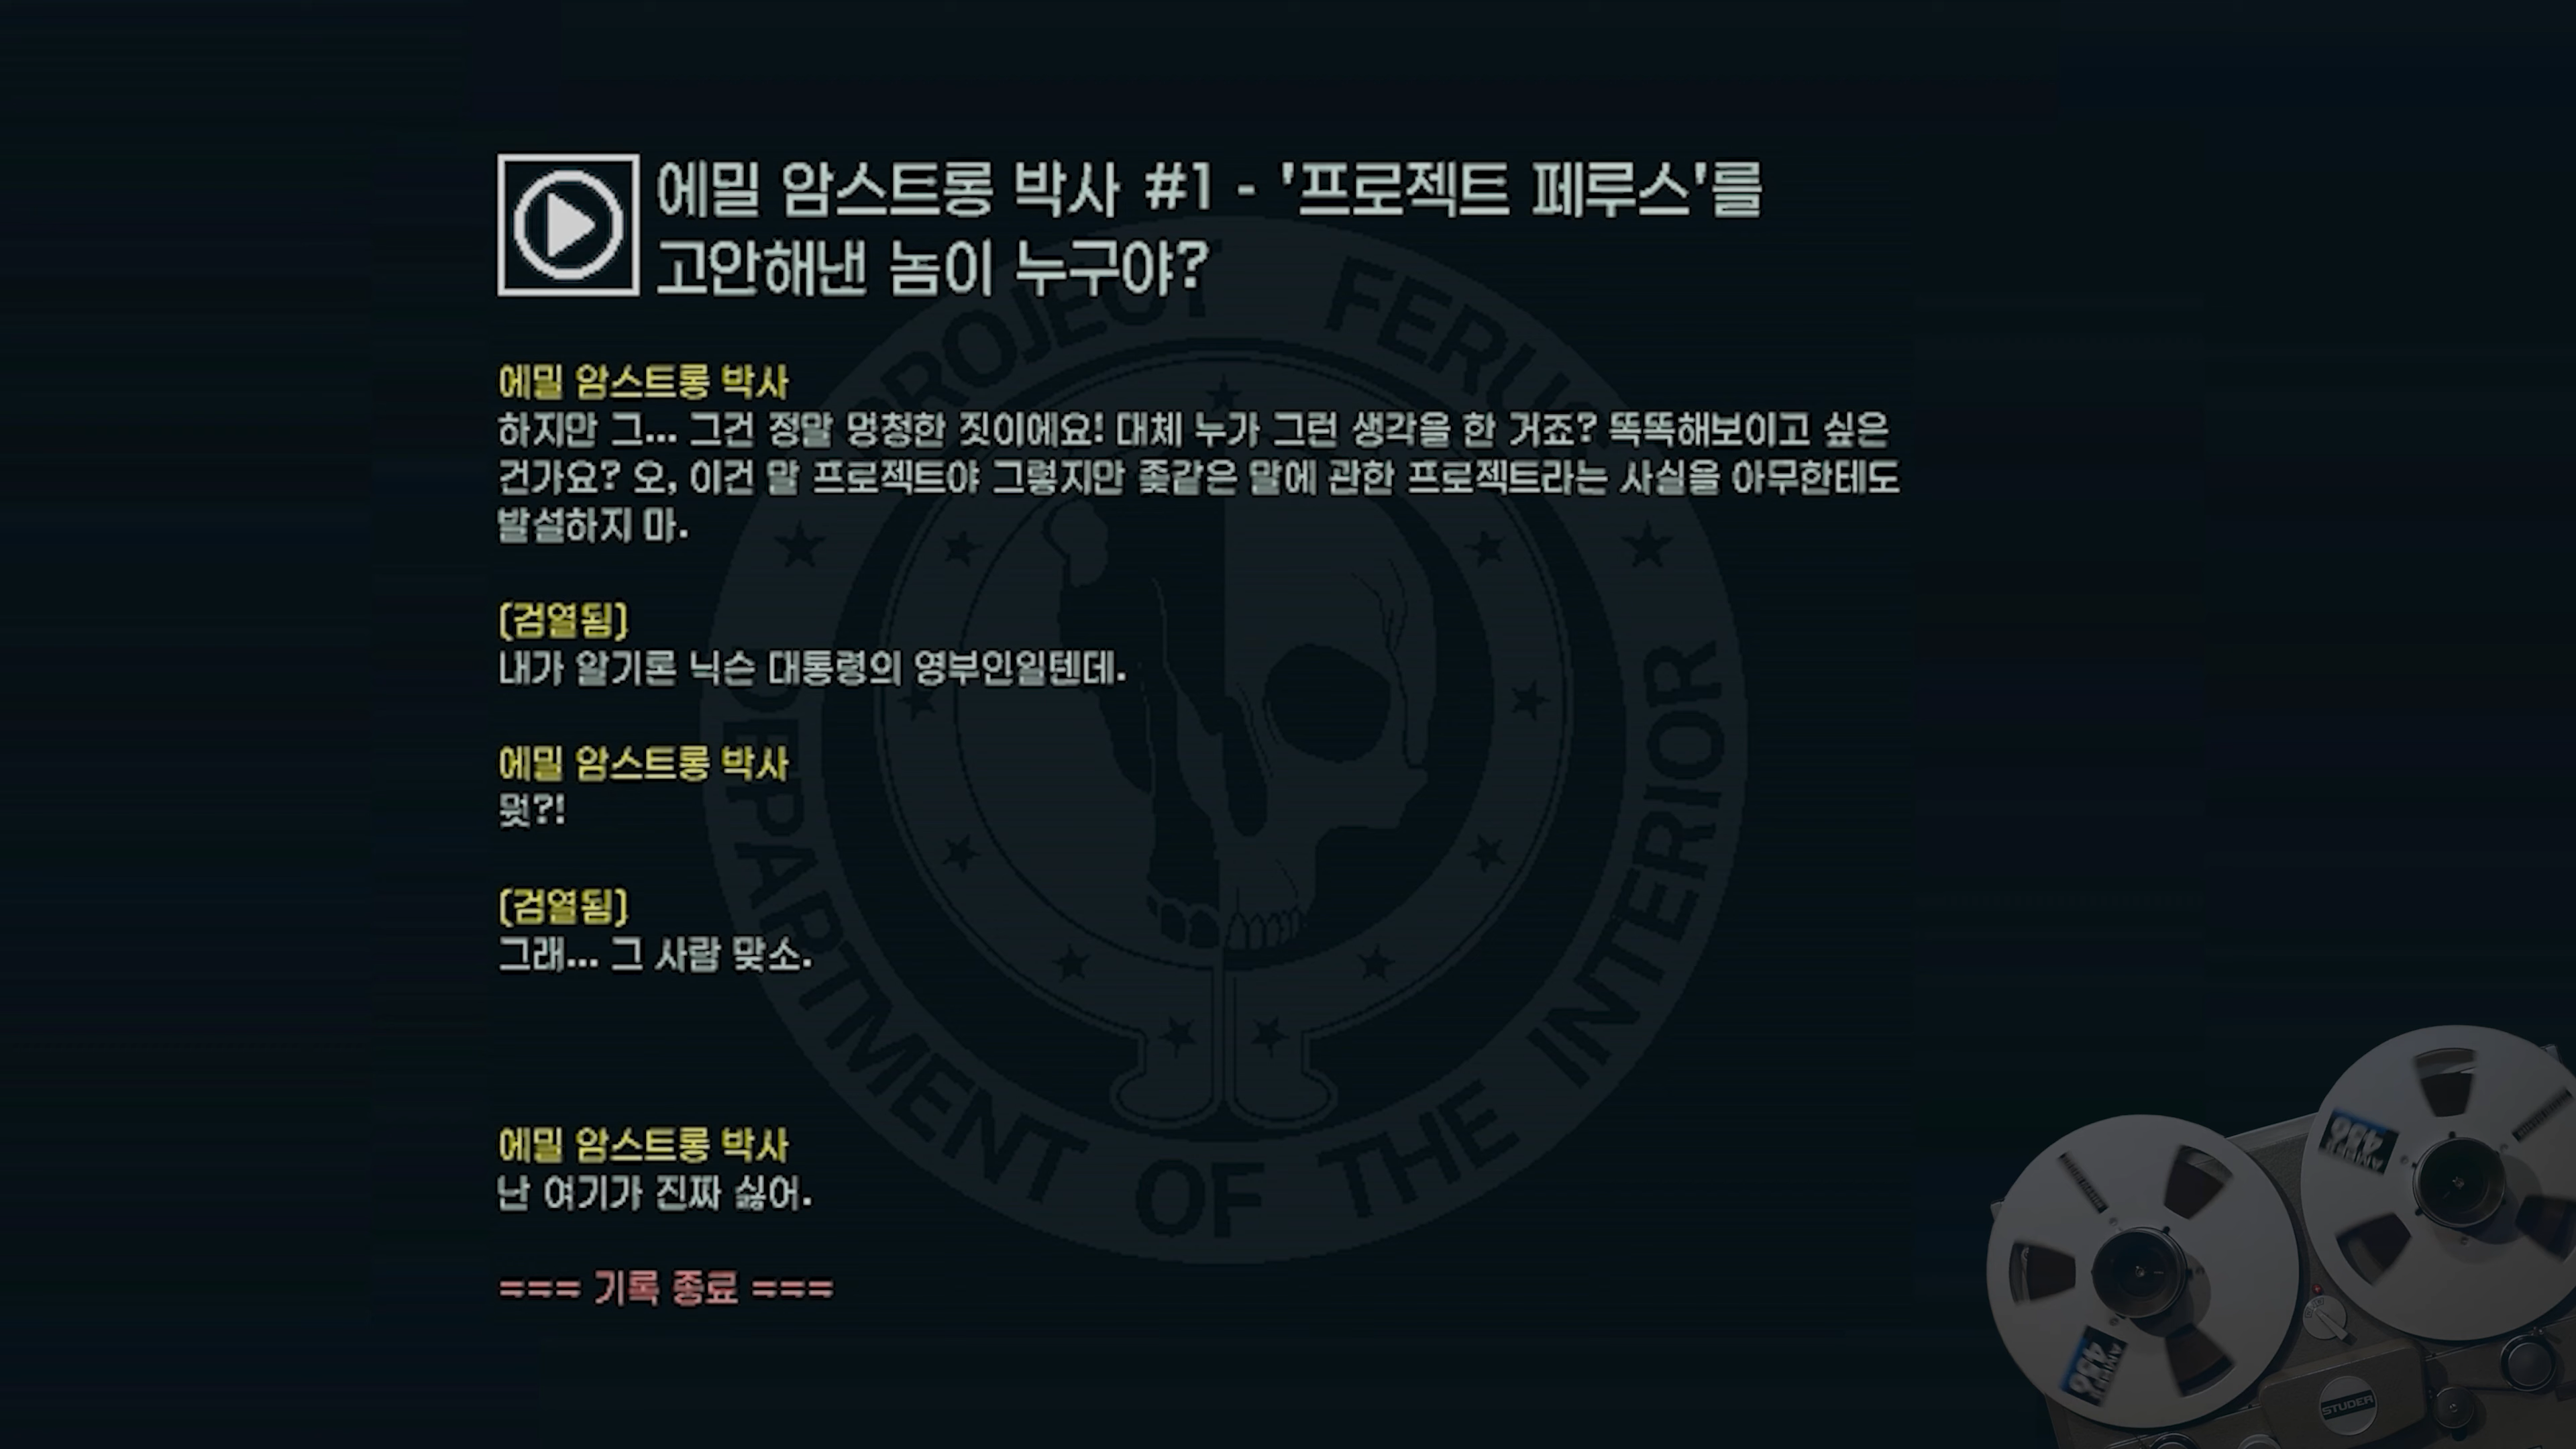 에밀 암스트롱 박사 #1 - '프로젝트 페루스'를
고안해낸 놈이 누구야?
에밀 암스트롱 박사
하지만 그... 그건 정말 멍청한 짓이에요! 대체 누가 그런 생각을 한 거죠? 똑똑해보이고 싶은
건가요? 오, 이건 말 프로젝트야 그렇지만 좆같은 말에 관한 프로젝트라는 사실을 아무한테도
발설하지 마.
(검열됨)
내가 알기론 닉슨 대통령의 영부인일텐데.
에밀 암스트롱 박사
뭣?!
(검열됨)
그래... 그 사람 맞소.
에밀 암스트롱 박사
난 여기가 진짜 싫어.
=== 기록 종료 ===
PROJECT FERUS
DEPARTMENT OF THE INTERIOR
AMPEX
456
AMPEX
456
STUDER